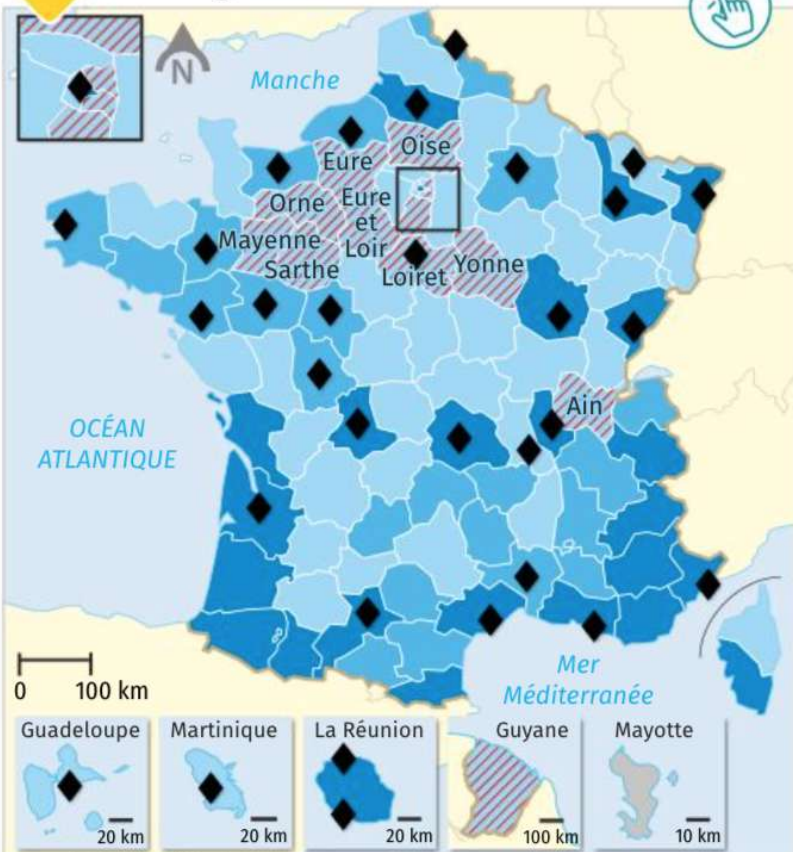 N
Manche
Oise
Eure
Orne
Eure
et
Loir
Mayenne
Sarthe
Loiret
Yonne
Ain
OCÉAN
ATLANTIQUE
0 100 km
Mer
Méditerranée
Guadeloupe
20 km
Martinique
20 km
La Réunion
20 km
Guyane
100 km
Mayotte
10 km